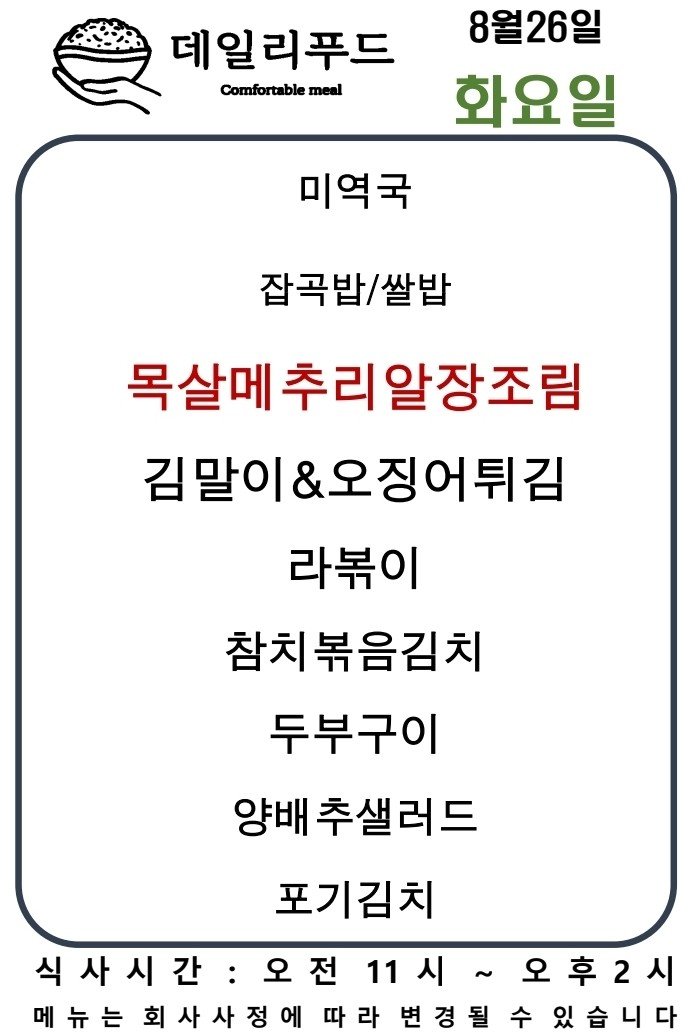 데일리푸드
Comfortable meal
8월26일
화요일
미역국
잡곡밥/쌀밥
목살메추리알장조림
김말이&오징어튀김
라볶이
참치볶음김치
두부구이
양배추샐러드
포기김치
식사시간 : 오전 11시 ~ 오후2시
메뉴는 회사사정에 따라 변경될 수 있습니다